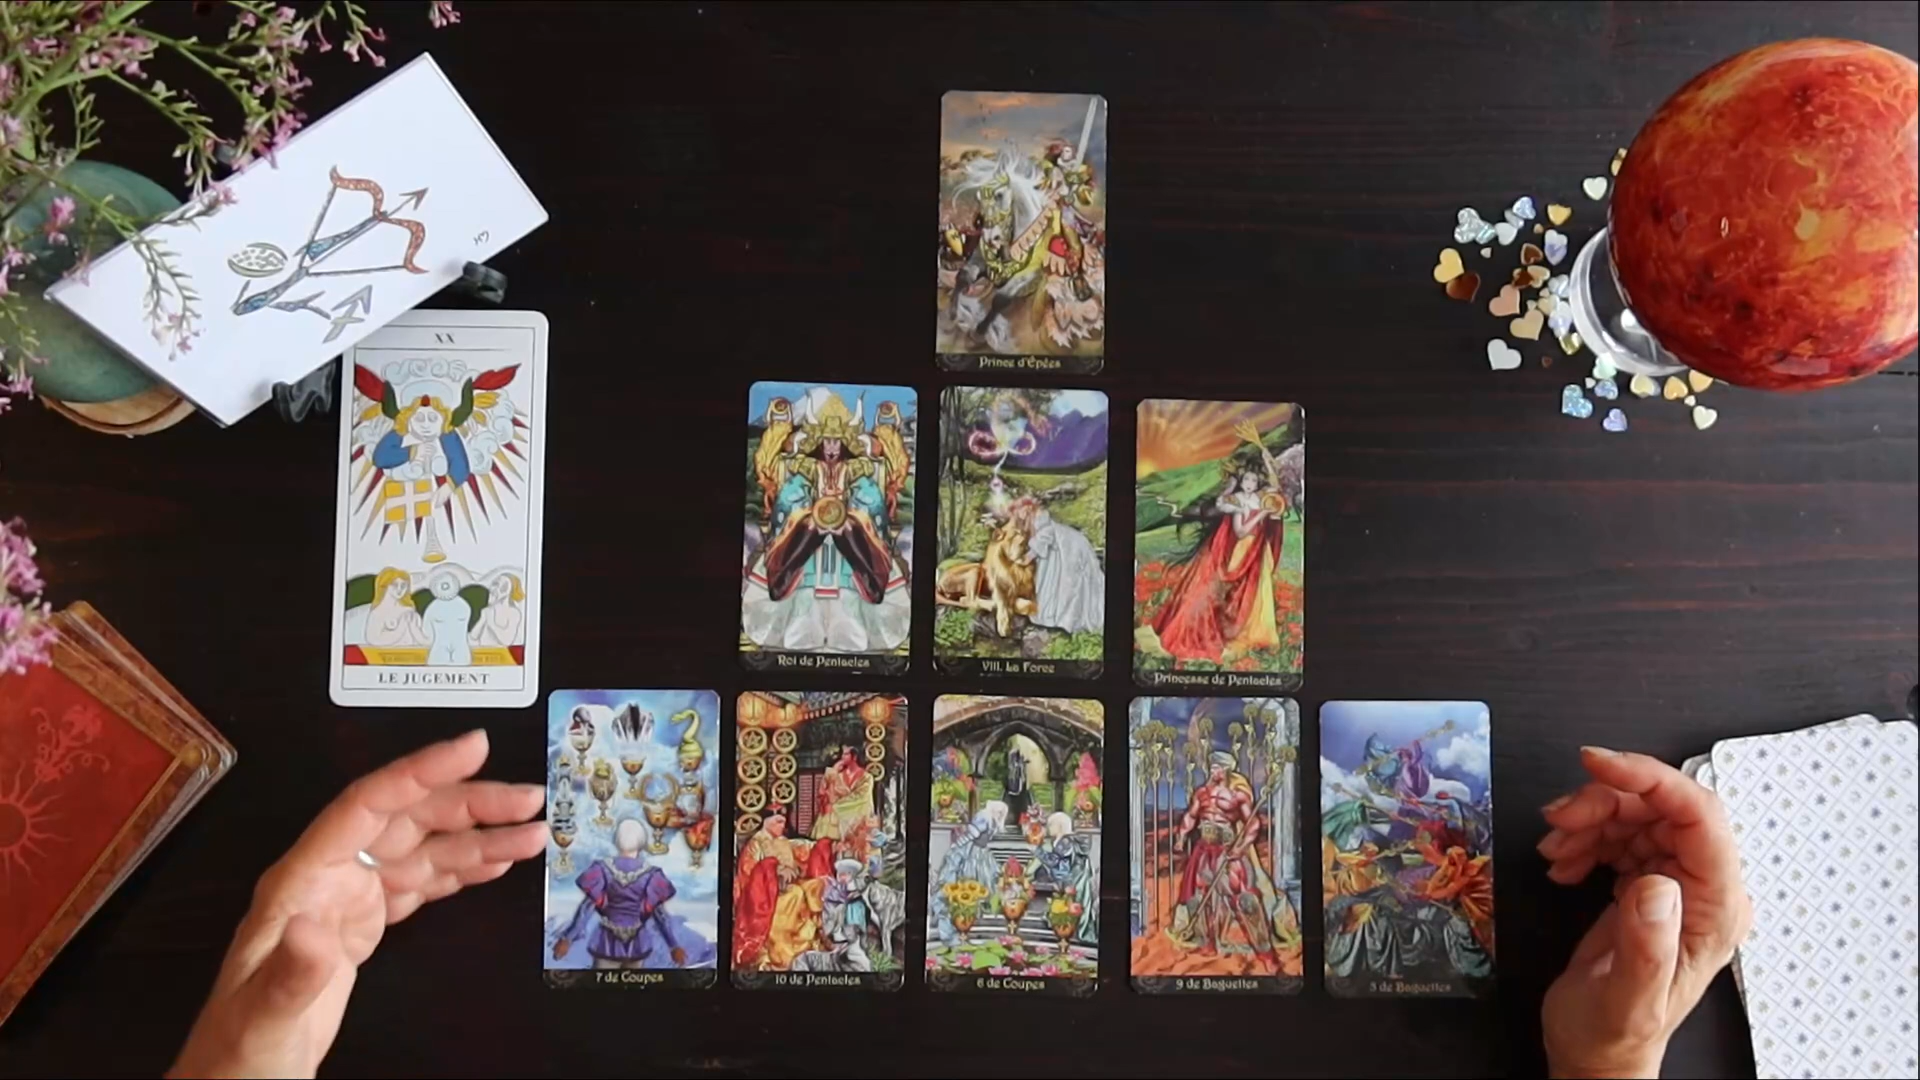 Prince d'Épées
XX
LE JUGEMENT
Roi de Pentacles
VIII. La Force
Princesse de Pentacles
7 de Coupes
10 de Pentacles
6 de Coupes
9 de Baguettes
5 de Baguettes